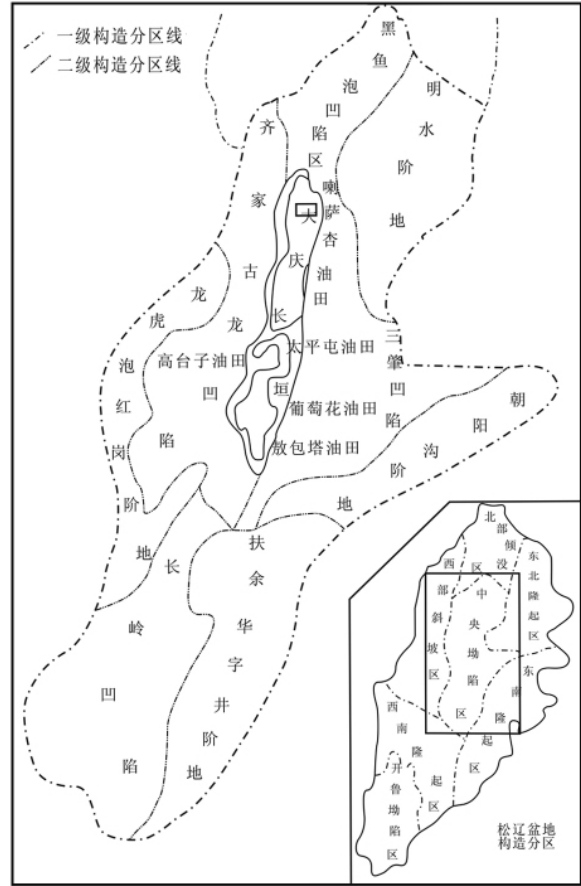 一级构造分区线
二级构造分区线
黑鱼泡凹陷区
明水阶地
齐家古龙凹陷
喇萨杏油田
大庆长垣
龙虎泡红岗阶地
高台子油田
太平屯油田
葡萄花油田
敖包塔油田
三肇凹陷
朝阳沟阶地
长岭凹陷
扶余华字井阶地
北部倾没区
西部斜坡区
中央坳陷区
东北隆起区
东南隆起区
西南隆起区
开鲁坳陷区
松辽盆地
构造分区